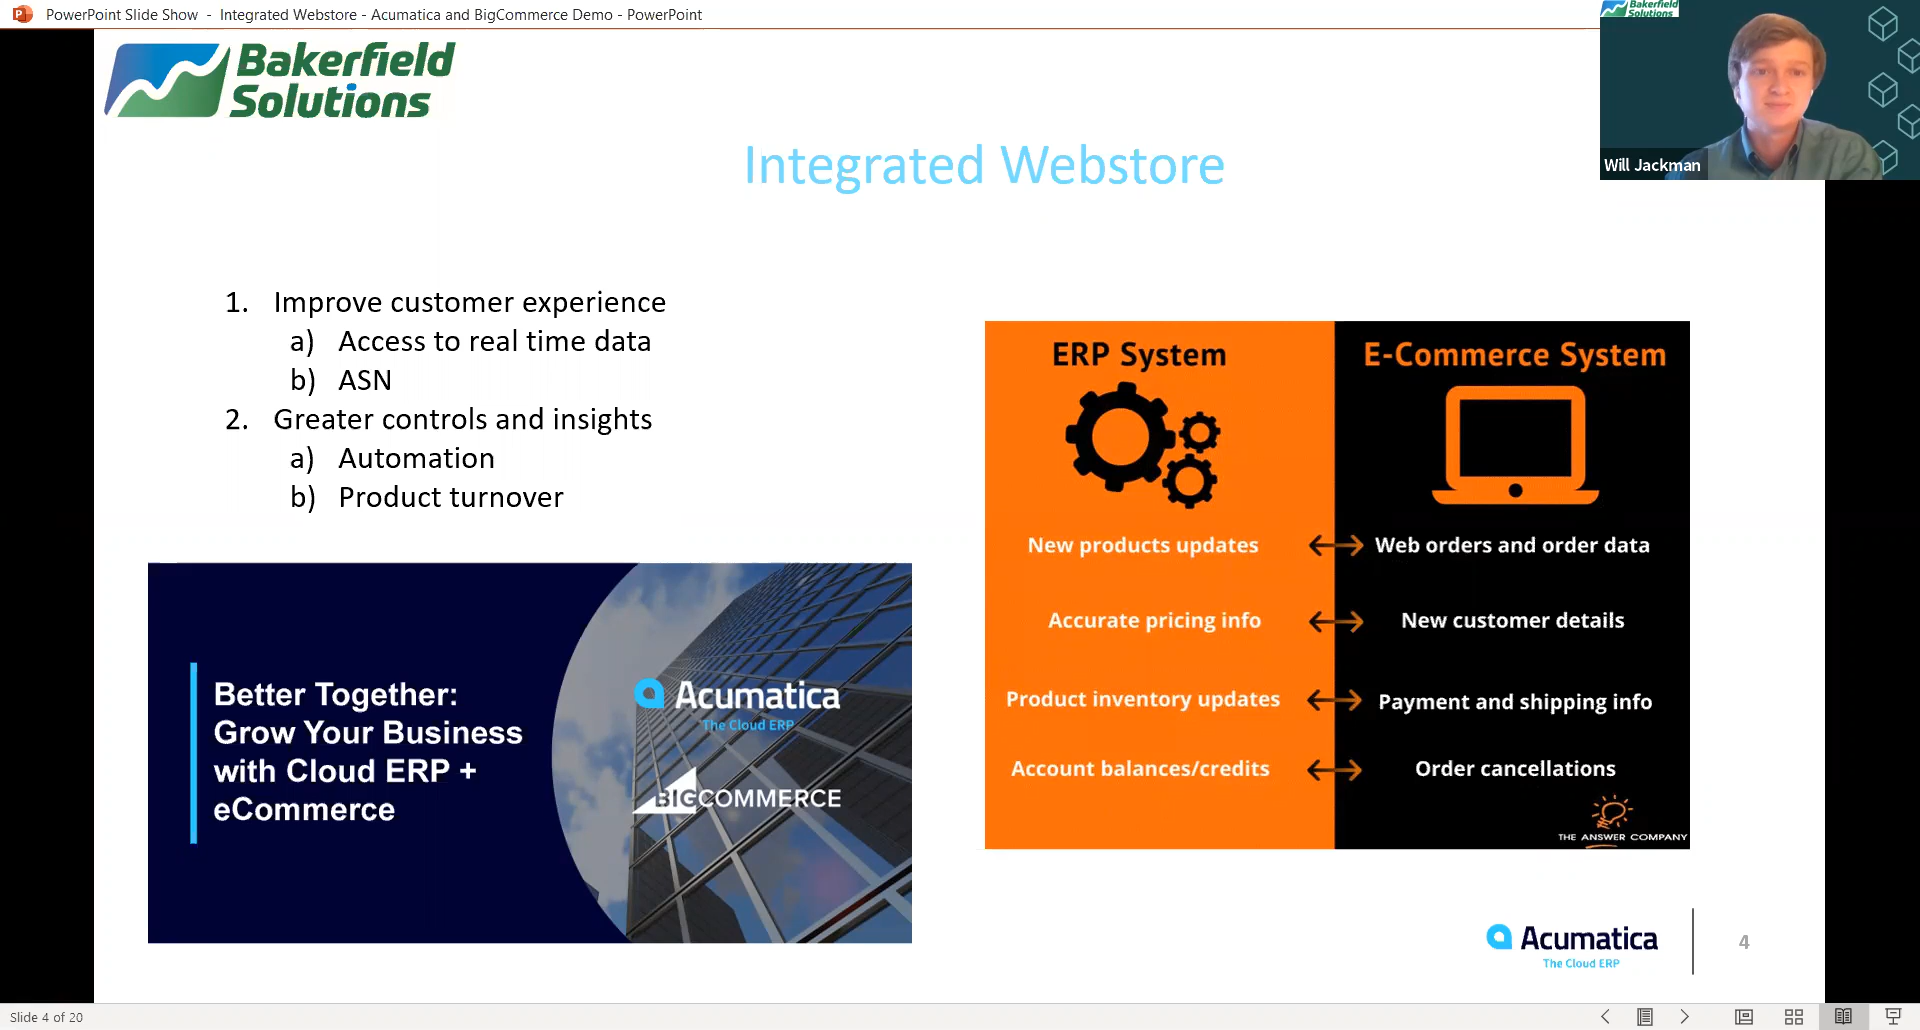 PowerPoint Slide Show - Integrated Webstore - Acumatica and BigCommerce Demo - PowerPoint
Bakerfield
Solutions
Bakerfield
Solutions
Will Jackman
Integrated Webstore
1. Improve customer experience
a) Access to real time data
b) ASN
2. Greater controls and insights
a) Automation
b) Product turnover
Better Together:
Grow Your Business
with Cloud ERP +
eCommerce
Acumatica
The Cloud ERP
BIGCOMMERCE
ERP System
E-Commerce System
New products updates
Web orders and order data
Accurate pricing info
New customer details
Product inventory updates
Payment and shipping info
Account balances/credits
Order cancellations
THE ANSWER COMPANY
Acumatica
The Cloud ERP
4
Slide 4 of 20